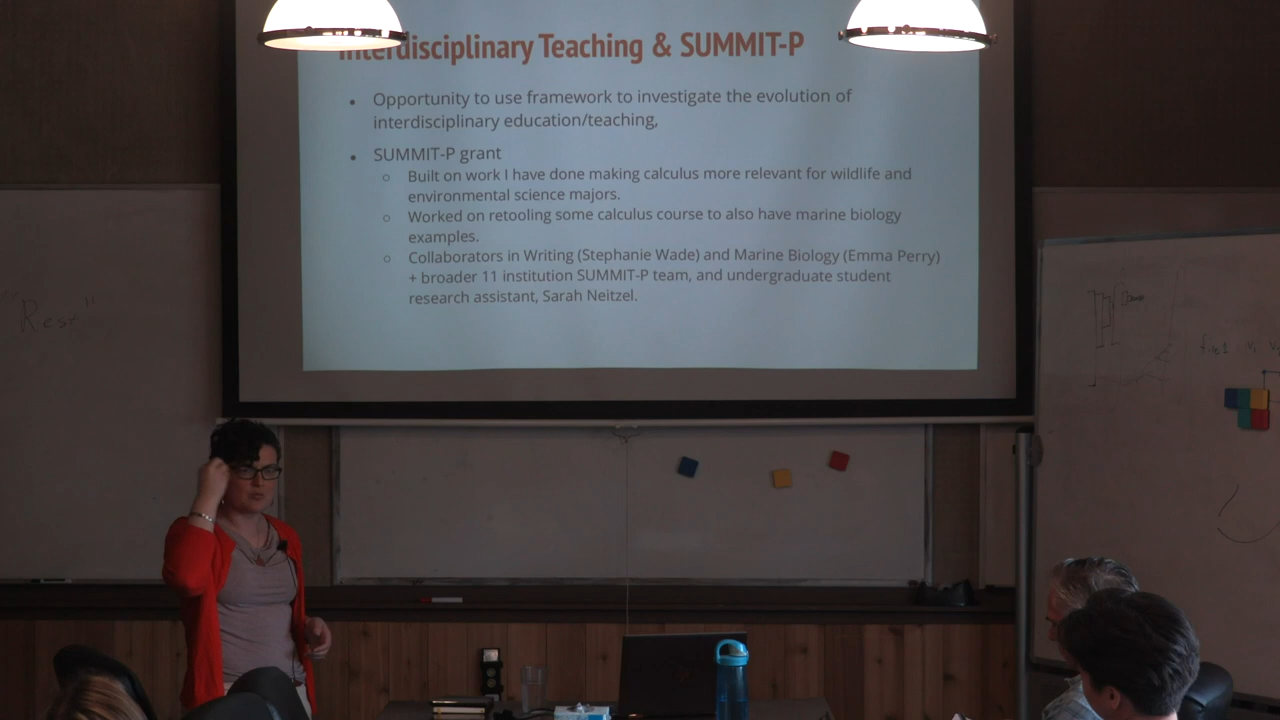 Interdisciplinary Teaching & SUMMIT-P
• Opportunity to use framework to investigate the evolution of
interdisciplinary education/teaching,
• SUMMIT-P grant
○ Built on work I have done making calculus more relevant for wildlife and
environmental science majors.
○ Worked on retooling some calculus course to also have marine biology
examples.
○ Collaborators in Writing (Stephanie Wade) and Marine Biology (Emma Perry)
+ broader 11 institution SUMMIT-P team, and undergraduate student
research assistant, Sarah Neitzel.
"Rest"